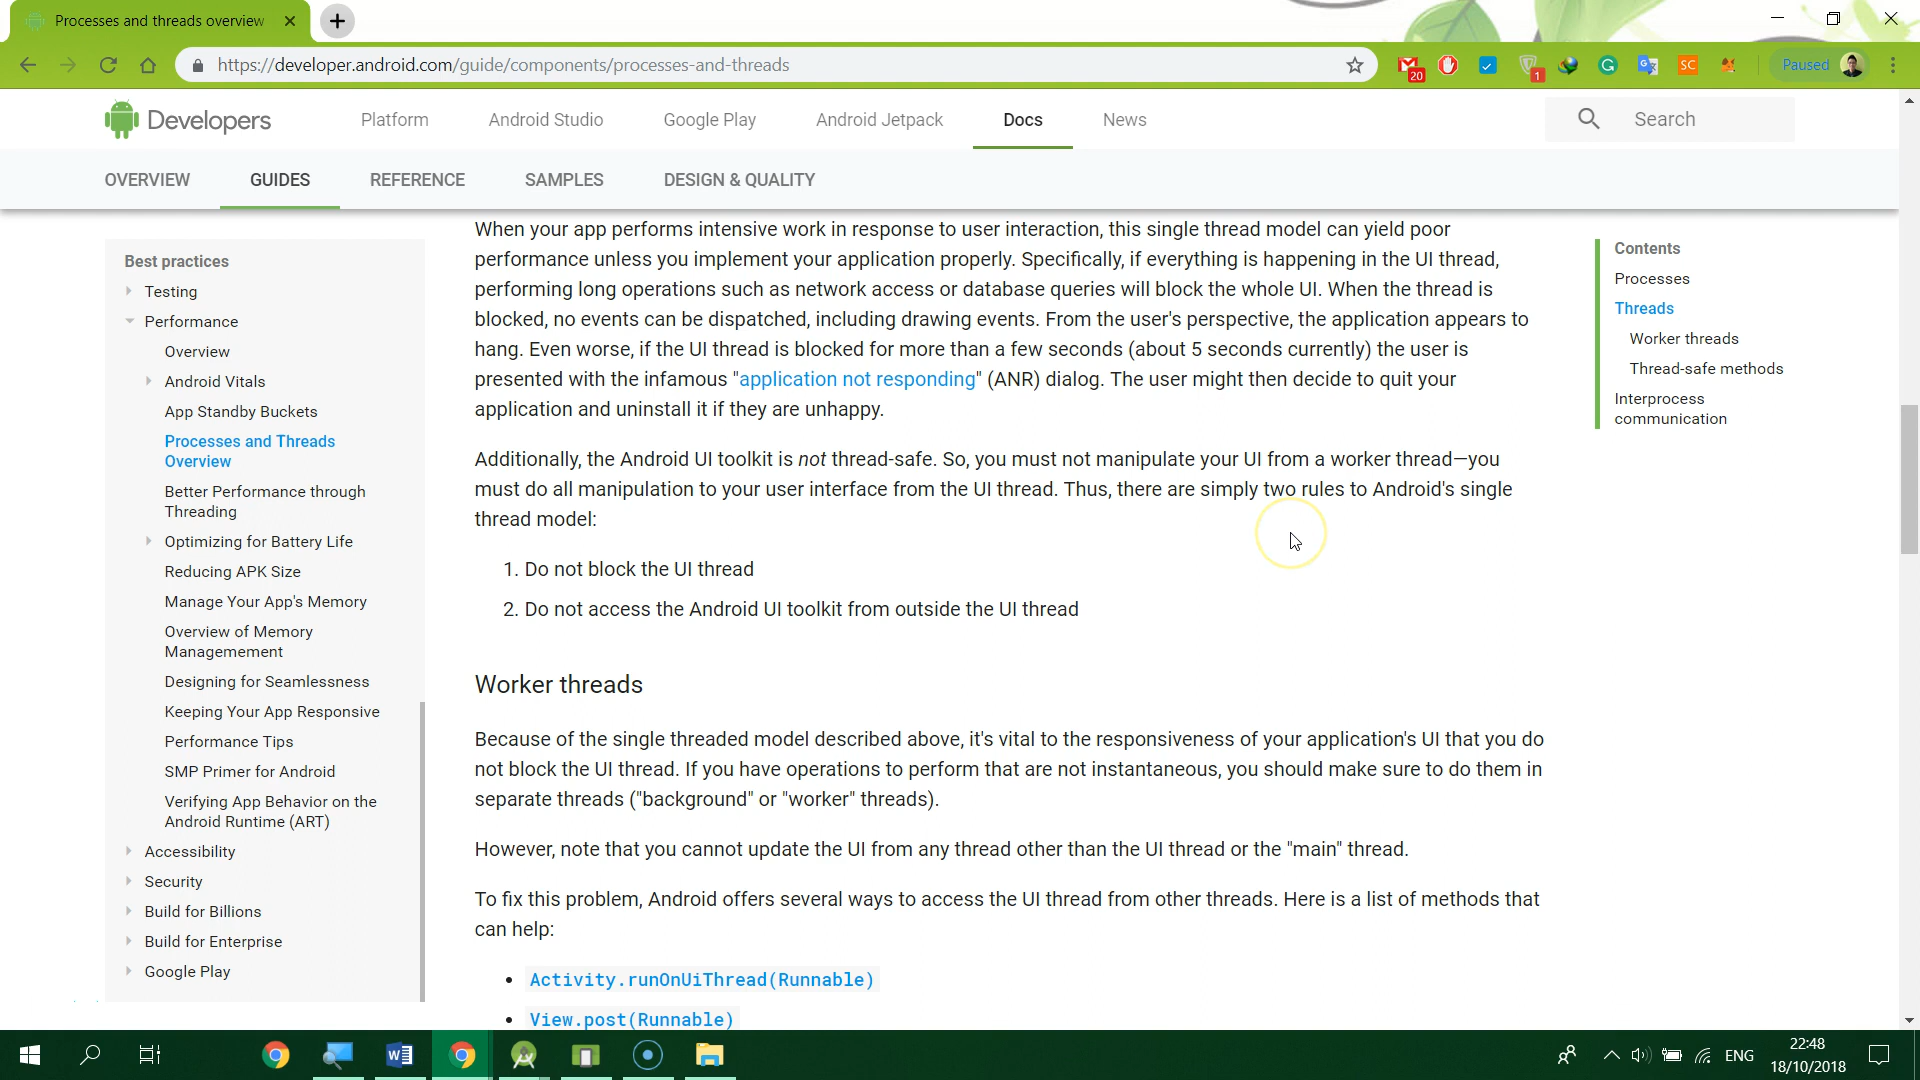 Processes and threads overview
https://developer.android.com/guide/components/processes-and-threads
20
1
G
SC
Paused
Developers
Platform
Android Studio
Google Play
Android Jetpack
Docs
News
Search
OVERVIEW
GUIDES
REFERENCE
SAMPLES
DESIGN & QUALITY
Best practices
Testing
Performance
Overview
Android Vitals
App Standby Buckets
Processes and Threads
Overview
Better Performance through
Threading
Optimizing for Battery Life
Reducing APK Size
Manage Your App's Memory
Overview of Memory
Managemement
Designing for Seamlessness
Keeping Your App Responsive
Performance Tips
SMP Primer for Android
Verifying App Behavior on the
Android Runtime (ART)
Accessibility
Security
Build for Billions
Build for Enterprise
Google Play
When your app performs intensive work in response to user interaction, this single thread model can yield poor
performance unless you implement your application properly. Specifically, if everything is happening in the UI thread,
performing long operations such as network access or database queries will block the whole UI. When the thread is
blocked, no events can be dispatched, including drawing events. From the user's perspective, the application appears to
hang. Even worse, if the UI thread is blocked for more than a few seconds (about 5 seconds currently) the user is
presented with the infamous "application not responding" (ANR) dialog. The user might then decide to quit your
application and uninstall it if they are unhappy.
Additionally, the Android UI toolkit is not thread-safe. So, you must not manipulate your UI from a worker thread—you
must do all manipulation to your user interface from the UI thread. Thus, there are simply two rules to Android's single
thread model:
1. Do not block the UI thread
2. Do not access the Android UI toolkit from outside the UI thread
Worker threads
Because of the single threaded model described above, it's vital to the responsiveness of your application's UI that you do
not block the UI thread. If you have operations to perform that are not instantaneous, you should make sure to do them in
separate threads ("background" or "worker" threads).
However, note that you cannot update the UI from any thread other than the UI thread or the "main" thread.
To fix this problem, Android offers several ways to access the UI thread from other threads. Here is a list of methods that
can help:
• Activity.runOnUiThread(Runnable)
• View.post(Runnable)
Contents
Processes
Threads
Worker threads
Thread-safe methods
Interprocess
communication
ENG
22:48
18/10/2018